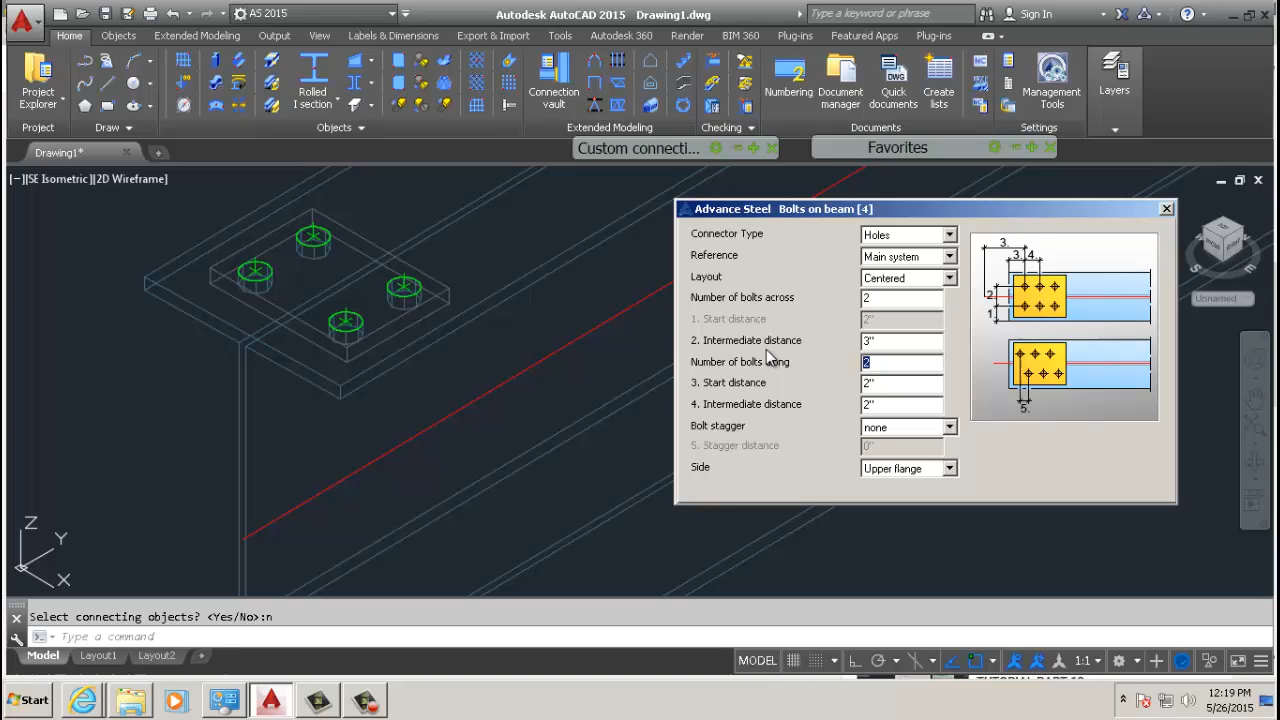 AS 2015
Autodesk AutoCAD 2015 Drawing1.dwg
Type a keyword or phrase
Sign In
Home
Objects
Extended Modeling
Output
View
Labels & Dimensions
Export & Import
Tools
Autodesk 360
Render
BIM 360
Plug-ins
Featured Apps
Plug-ins
Project
Explorer
Rolled
I section
Connection
vault
Numbering
Document
manager
Quick
documents
Create
lists
Management
Tools
Layers
Project
Draw
Objects
Extended Modeling
Checking
Documents
Settings
Drawing1*
Custom connecti...
Favorites
[−][SE Isometric][2D Wireframe]
Advance Steel Bolts on beam [4]
Connector Type
Holes
Reference
Main system
Layout
Centered
Number of bolts across
2
1. Start distance
2"
2. Intermediate distance
3"
Number of bolts along
2
3. Start distance
2"
4. Intermediate distance
2"
Bolt stagger
none
5. Stagger distance
0"
Side
Upper flange
3.
3. 4.
2
1
5.
Unnamed
Z
Y
X
Select connecting objects? <Yes/No>:n
Type a command
Model
Layout1
Layout2
MODEL
1:1
Start
12:19 PM
5/26/2015